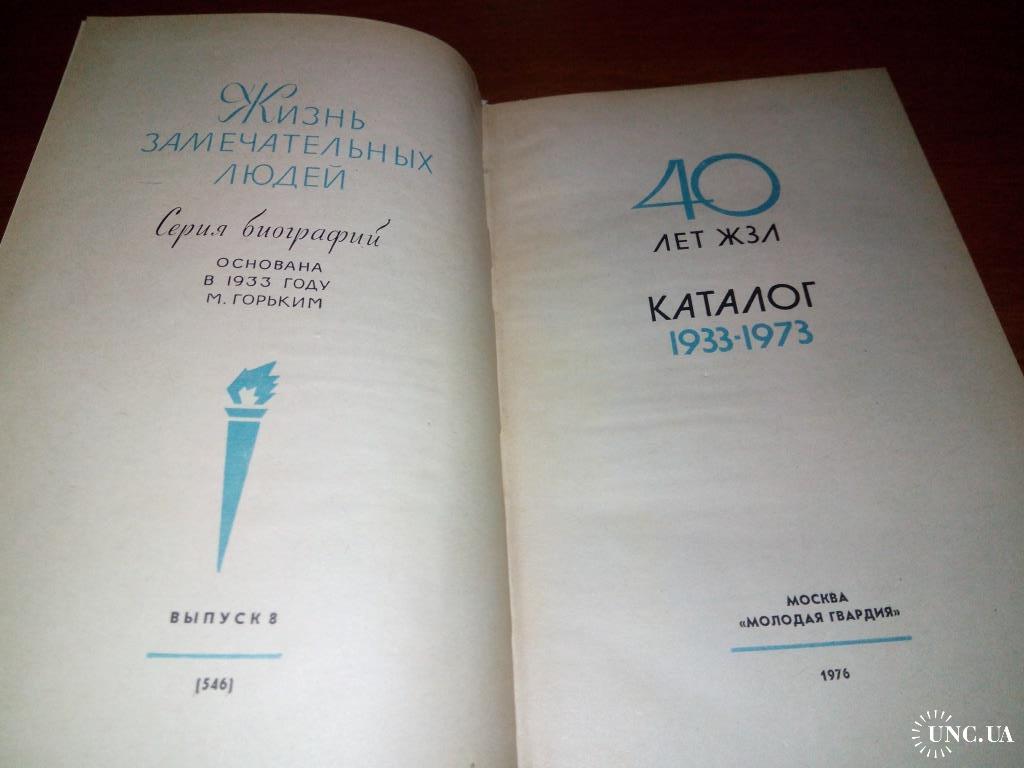 Жизнь
ЗАМЕЧАТЕЛЬНЫХ
ЛЮДЕЙ
Серия биографий
ОСНОВАНА
В 1933 ГОДУ
М. ГОРЬКИМ
ВЫПУСК 8
[546]
40
ЛЕТ ЖЗЛ
КАТАЛОГ
1933-1973
МОСКВА
«МОЛОДАЯ ГВАРДИЯ»
1976
UNC.UA